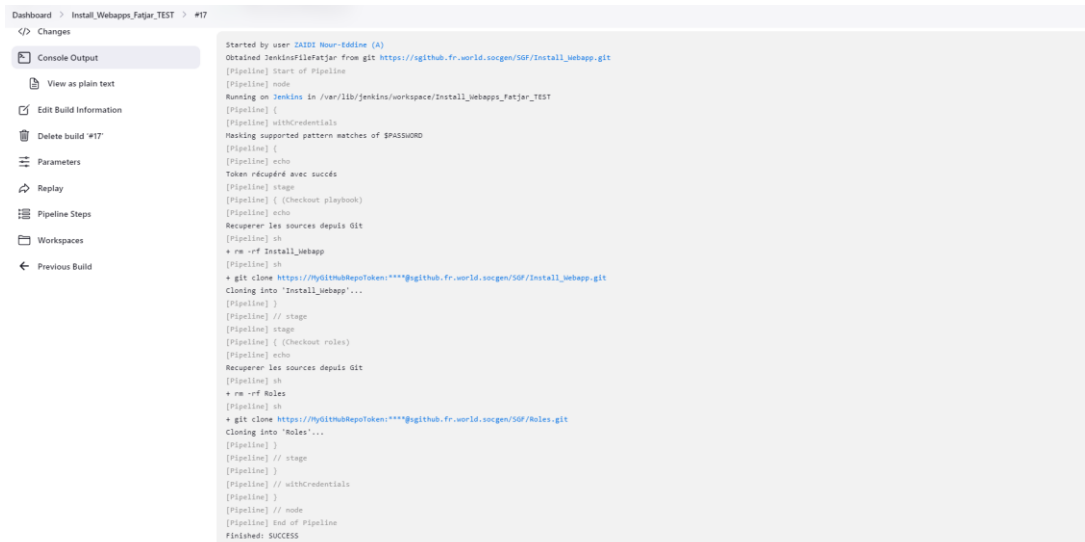 Dashboard > Install_Webapps_Fatjar_TEST > #17
</> Changes
Console Output
View as plain text
Edit Build Information
Delete build '#17'
Parameters
Replay
Pipeline Steps
Workspaces
Previous Build
Started by user ZAIDI Nour-Eddine (A)
Obtained JenkinsFileFatjar from git https://sgithub.fr.world.socgen/SGF/Install_Webapp.git
[Pipeline] Start of Pipeline
[Pipeline] node
Running on Jenkins in /var/lib/jenkins/workspace/Install_Webapps_Fatjar_TEST
[Pipeline] {
[Pipeline] withCredentials
Masking supported pattern matches of $PASSWORD
[Pipeline] {
[Pipeline] echo
Token récupéré avec succés
[Pipeline] stage
[Pipeline] { (Checkout playbook)
[Pipeline] echo
Recuperer les sources depuis Git
[Pipeline] sh
+ rm -rf Install_Webapp
[Pipeline] sh
+ git clone https://MyGitHubRepoToken:****@sgithub.fr.world.socgen/SGF/Install_Webapp.git
Cloning into 'Install_Webapp'...
[Pipeline] }
[Pipeline] // stage
[Pipeline] stage
[Pipeline] { (Checkout roles)
[Pipeline] echo
Recuperer les sources depuis Git
[Pipeline] sh
+ rm -rf Roles
[Pipeline] sh
+ git clone https://MyGitHubRepoToken:****@sgithub.fr.world.socgen/SGF/Roles.git
Cloning into 'Roles'...
[Pipeline] }
[Pipeline] // stage
[Pipeline] }
[Pipeline] // withCredentials
[Pipeline] }
[Pipeline] // node
[Pipeline] End of Pipeline
Finished: SUCCESS